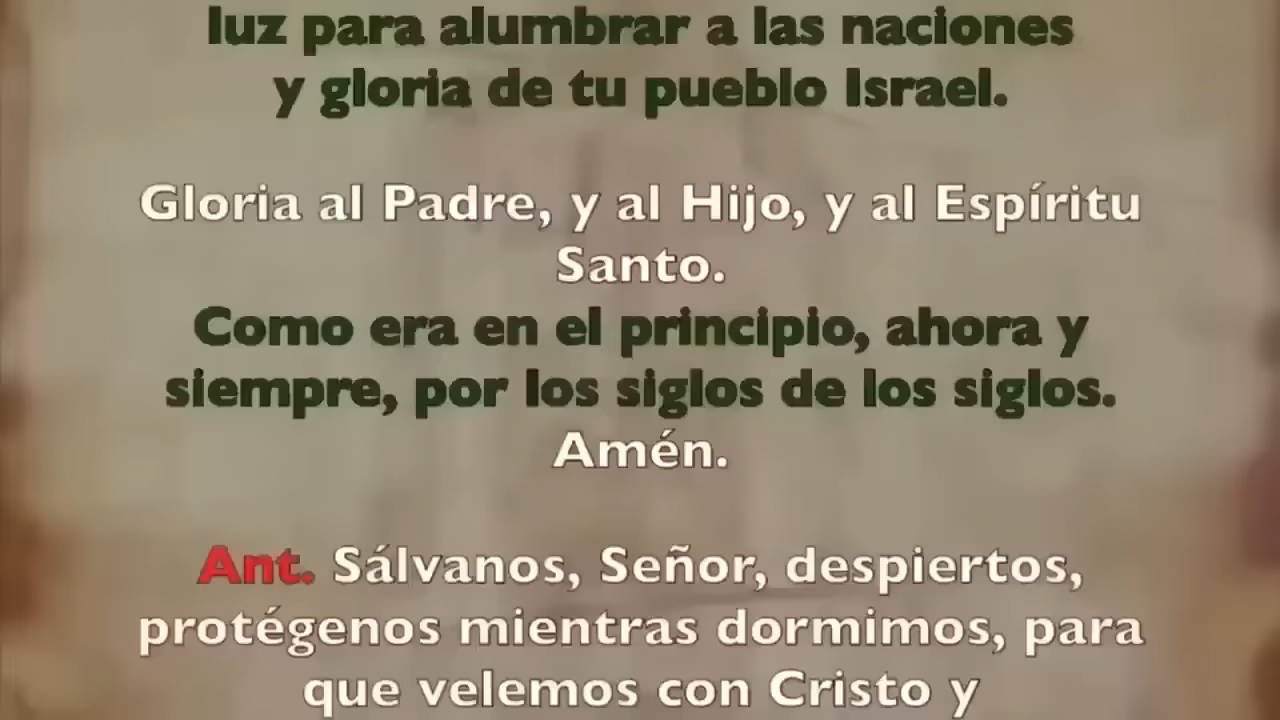 luz para alumbrar a las naciones
y gloria de tu pueblo Israel.
Gloria al Padre, y al Hijo, y al Espíritu
Santo.
Como era en el principio, ahora y
siempre, por los siglos de los siglos.
Amén.
Ant. Sálvanos, Señor, despiertos,
protégenos mientras dormimos, para
que velemos con Cristo y